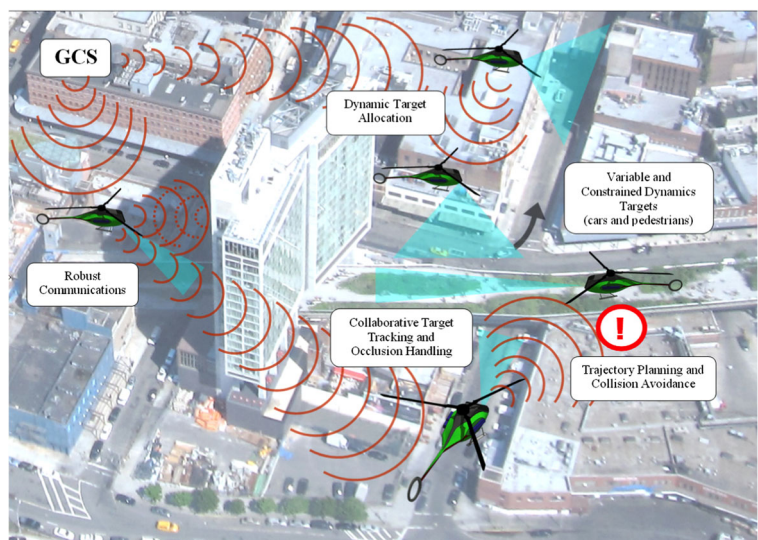 GCS
Dynamic Target
Allocation
Variable and
Constrained Dynamics
Targets
(cars and pedestrians)
Robust
Communications
Collaborative Target
Tracking and
Occlusion Handling
!
Trajectory Planning and
Collision Avoidance